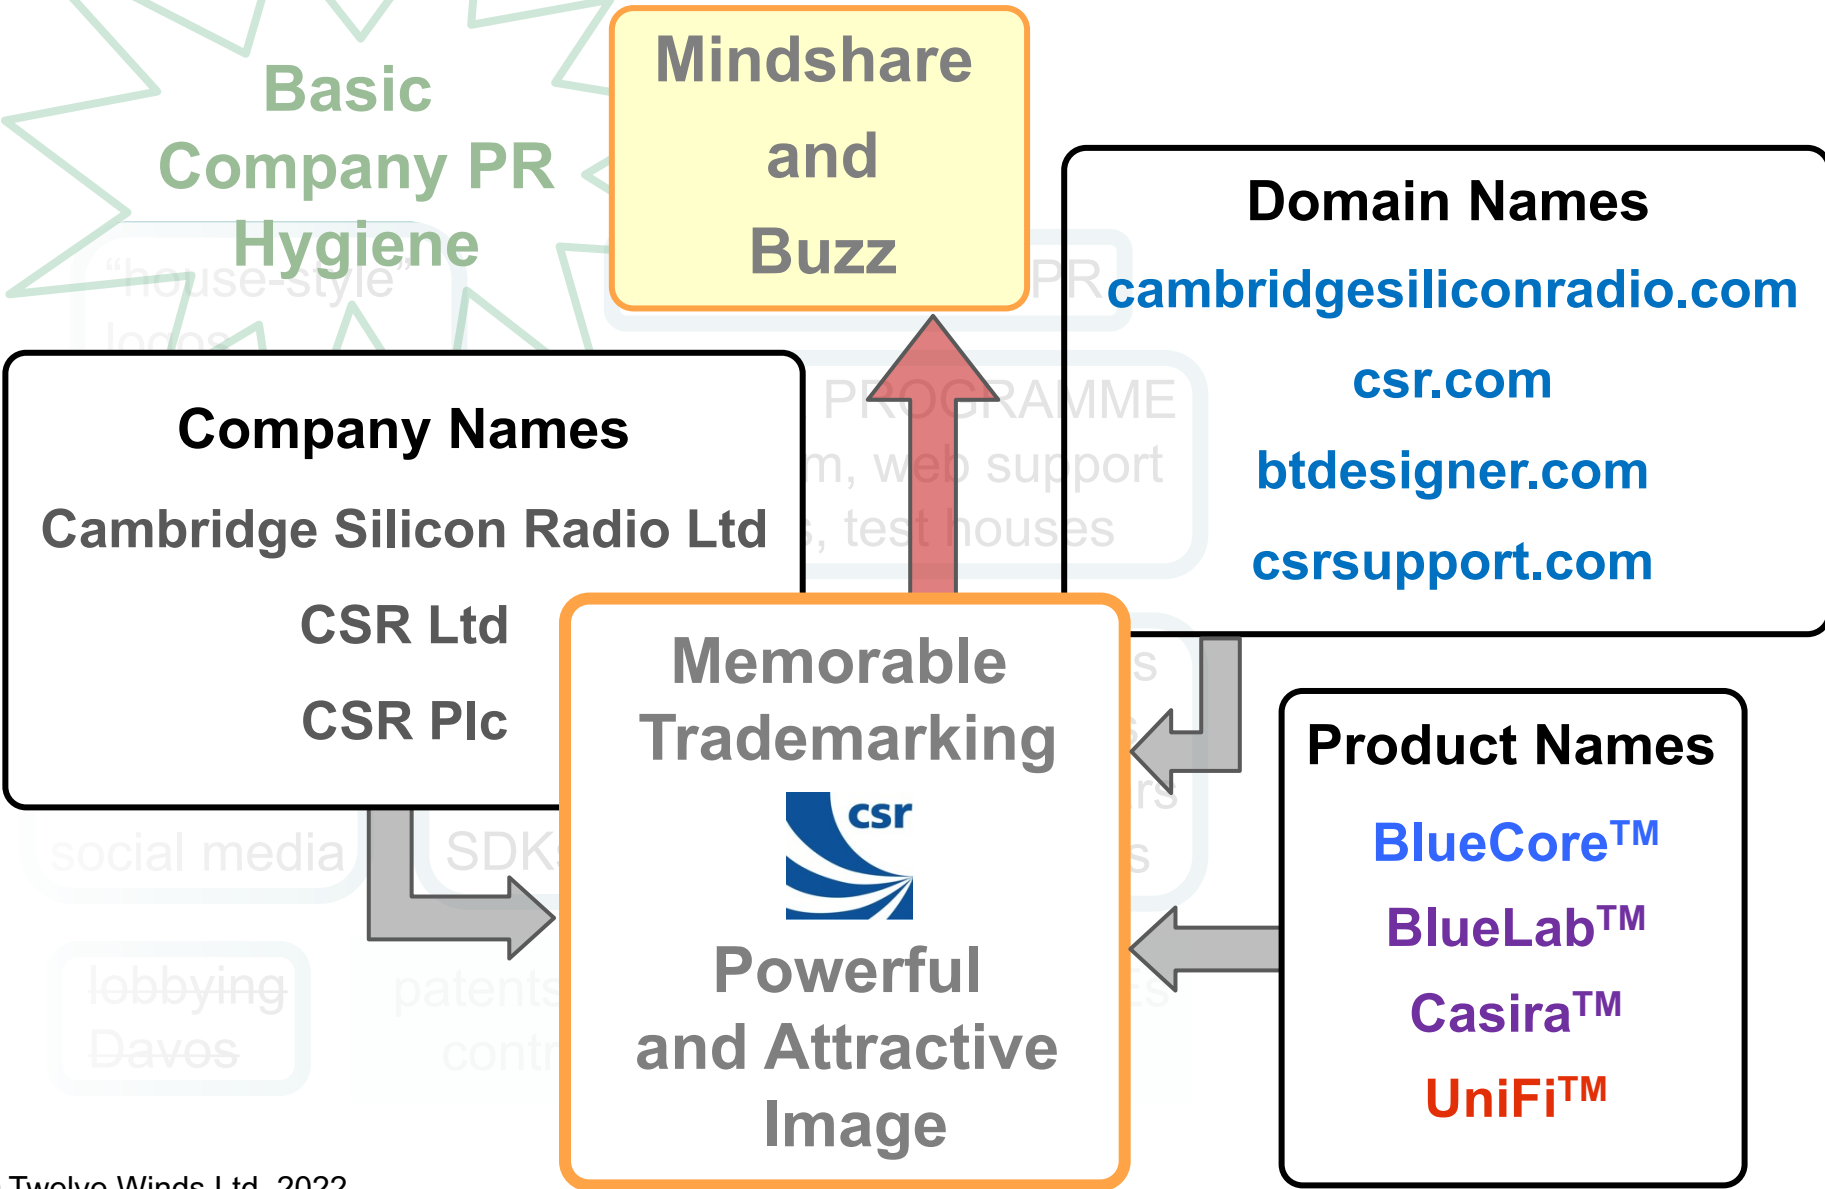 Basic
Company PR
Hygiene
Mindshare
and
Buzz
Domain Names
cambridgesiliconradio.com
csr.com
btdesigner.com
csrsupport.com
"house-style"
logos
PR
PROGRAMME
web support
test houses
Company Names
Cambridge Silicon Radio Ltd
CSR Ltd
CSR Plc
Memorable
Trademarking
csr
Powerful
and Attractive
Image
Product Names
BlueCore™
BlueLab™
Casira™
UniFi™
social media
SDKs
lobbying
Davos
patents
Twelve Winds Ltd 2022